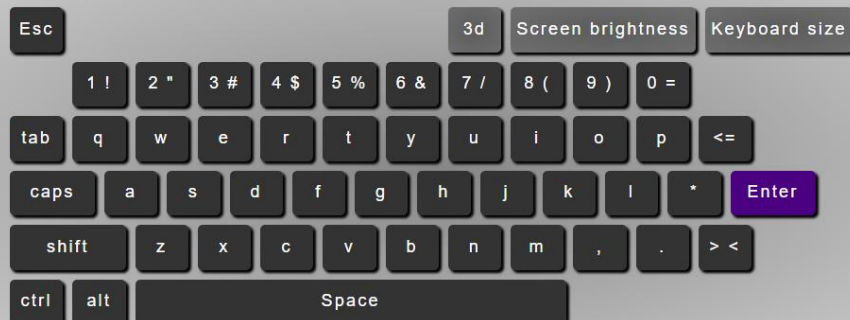 Esc 3d Screen brightness Keyboard size
1 ! 2 " 3 # 4 $ 5 % 6 & 7 / 8 ( 9 ) 0 =
tab q w e r t y u i o p <=
caps a s d f g h j k l * Enter
shift z x c v b n m , . > <
ctrl alt Space